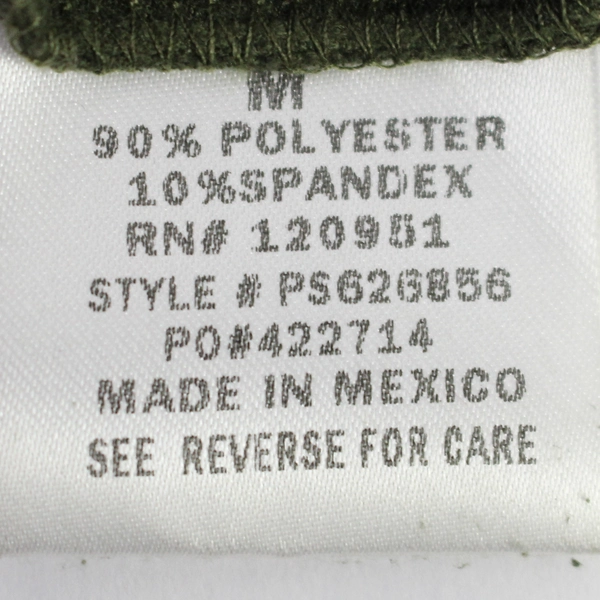 M
90% POLYESTER
10%SPANDEX
RN# 120951
STYLE # PS626856
PO#422714
MADE IN MEXICO
SEE REVERSE FOR CARE